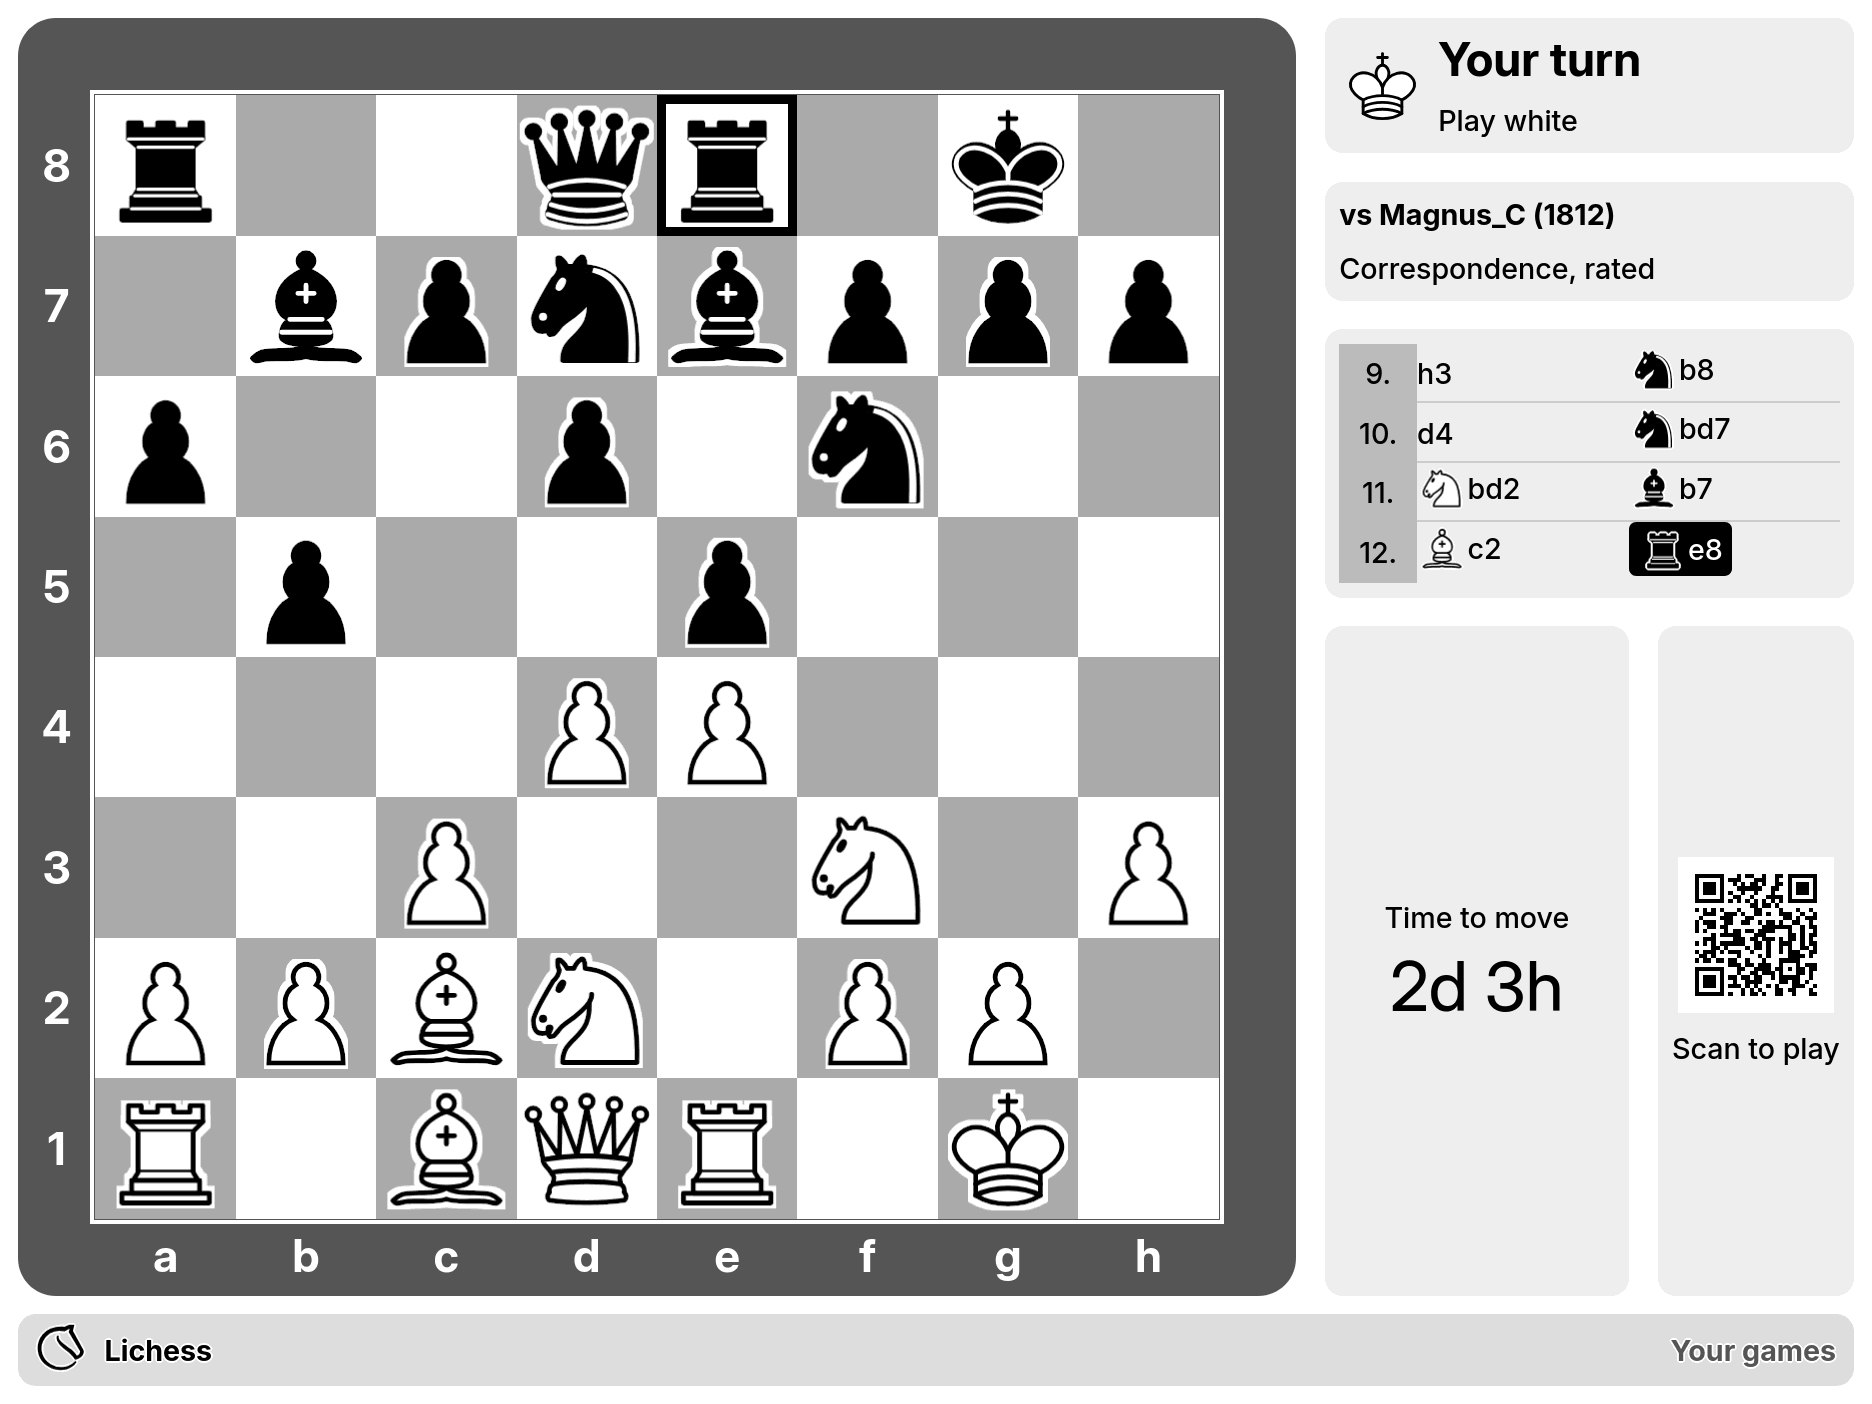 8
7
6
5
4
3
2
1
a b c d e f g h
Your turn
Play white
vs Magnus_C (1812)
Correspondence, rated
9. h3 b8
10. d4 bd7
11. bd2 b7
12. c2 e8
Time to move
2d 3h
Scan to play
Lichess
Your games